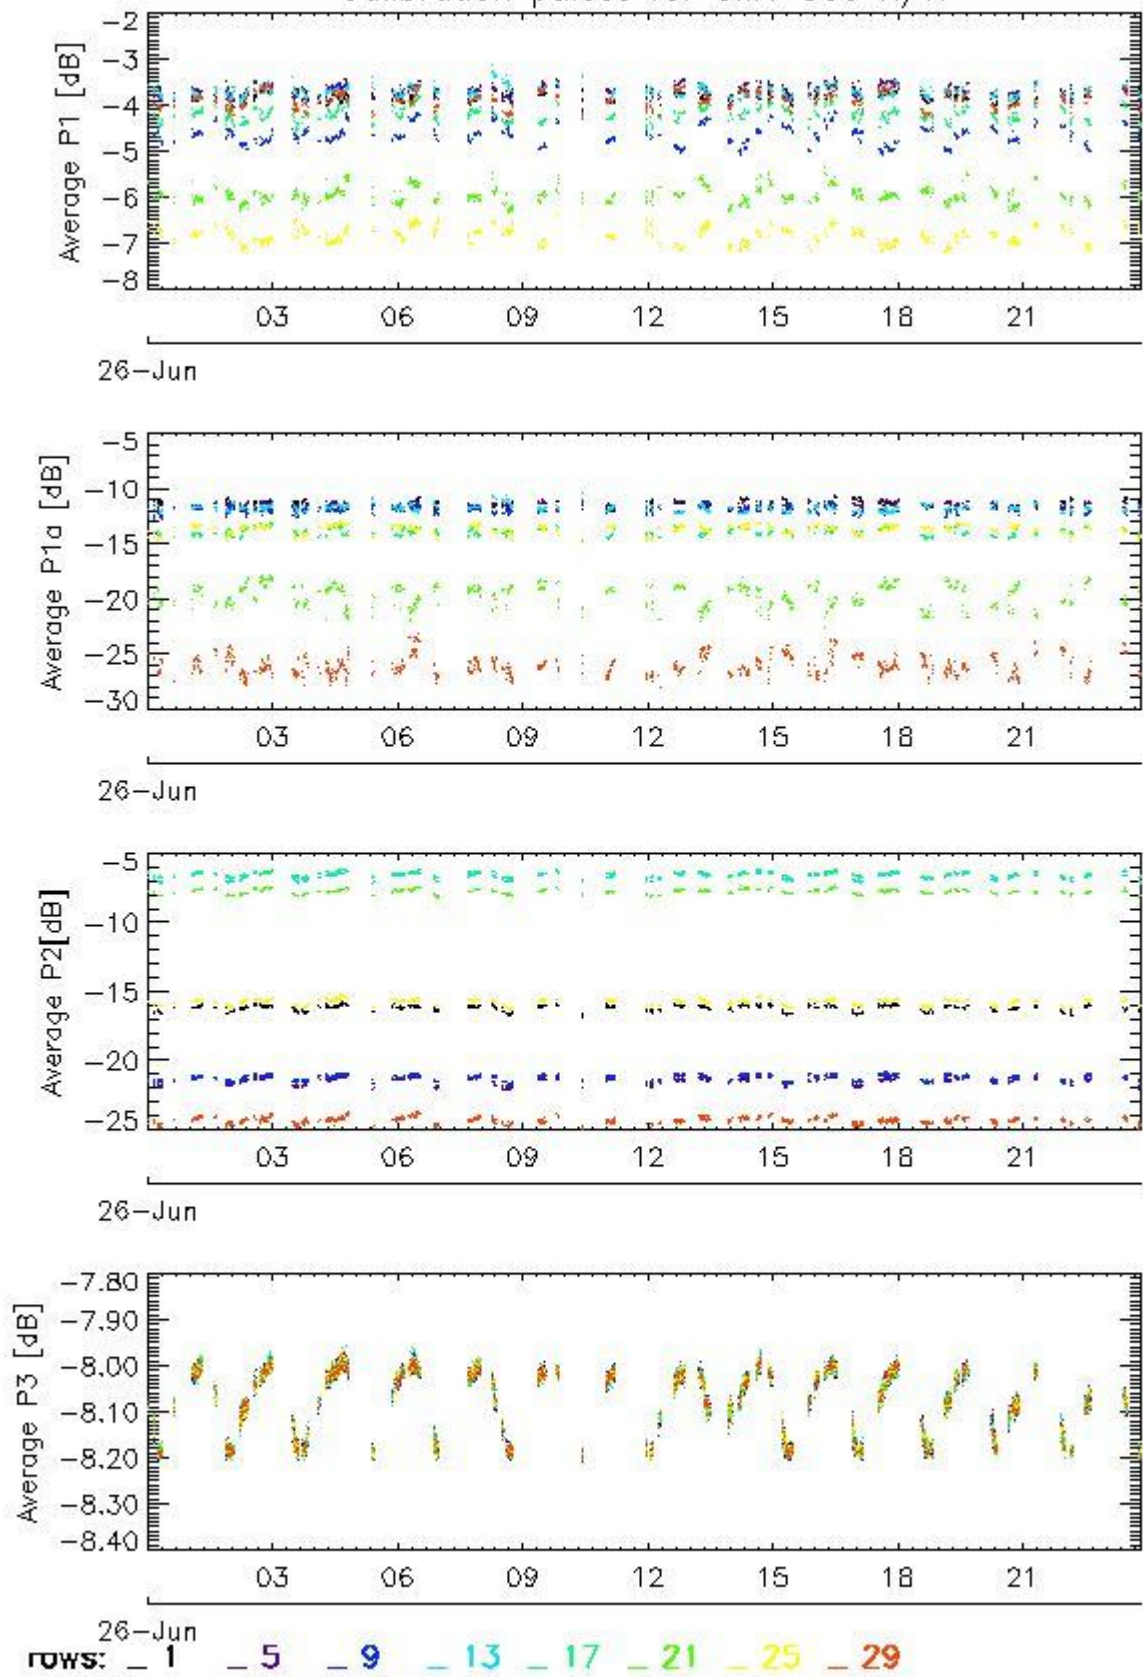 -2
-3
-4
-5
-6
-7
-8
Average P1 [dB]
03 06 09 12 15 18 21
26-Jun
-5
-10
-15
-20
-25
-30
Average P1a [dB]
03 06 09 12 15 18 21
26-Jun
-5
-10
-15
-20
-25
Average P2[dB]
03 06 09 12 15 18 21
26-Jun
-7.80
-7.90
-8.00
-8.10
-8.20
-8.30
-8.40
Average P3 [dB]
03 06 09 12 15 18 21
26-Jun
rows: _ 1 _ 5 _ 9 _ 13 _ 17 _ 21 _ 25 _ 29